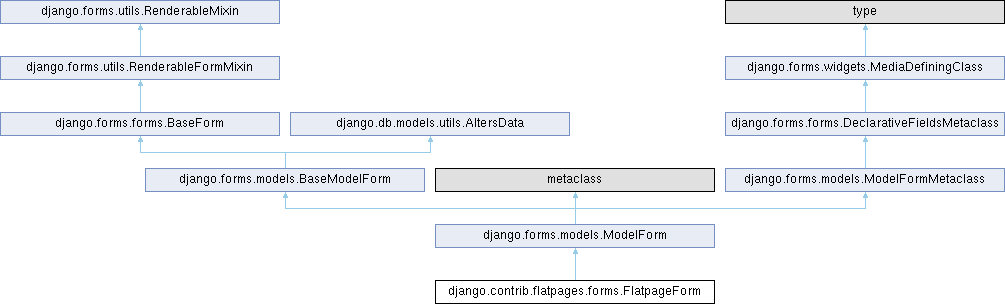 django.forms.utils.RenderableMixin
type
django.forms.utils.RenderableFormMixin
django.forms.widgets.MediaDefiningClass
django.forms.forms.BaseForm
django.db.models.utils.AltersData
django.forms.forms.DeclarativeFieldsMetaclass
django.forms.models.BaseModelForm
metaclass
django.forms.models.ModelFormMetaclass
django.forms.models.ModelForm
django.contrib.flatpages.forms.FlatpageForm